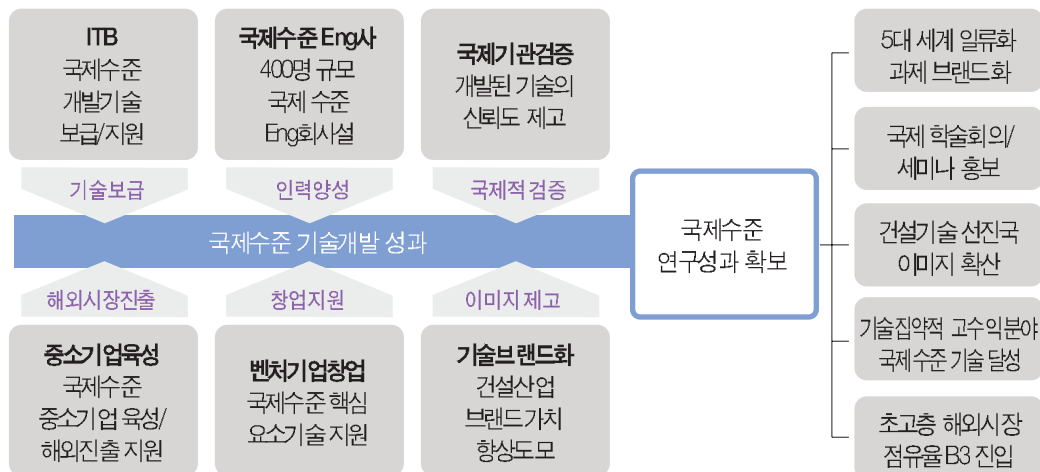 ITB
국제수준
개발기술
보급/지원
국제수준 Eng사
400명 규모
국제 수준
Eng회사설
국제기관검증
개발된 기술의
신뢰도 제고
기술보급
인력양성
국제적 검증
국제수준 기술개발 성과
해외시장진출
창업지원
이미지 제고
중소기업육성
국제수준
중소기업 육성/
해외진출 지원
벤처기업창업
국제수준 핵심
요소기술 지원
기술브랜드화
건설산업
브랜드가치
향상도모
국제수준
연구성과 확보
5대 세계 일류화
과제 브랜드화
국제 학술회의/
세미나 홍보
건설기술 선진국
이미지 확산
기술집약적 고수익분야
국제수준 기술 달성
초고층 해외시장
점유율 B3 진입